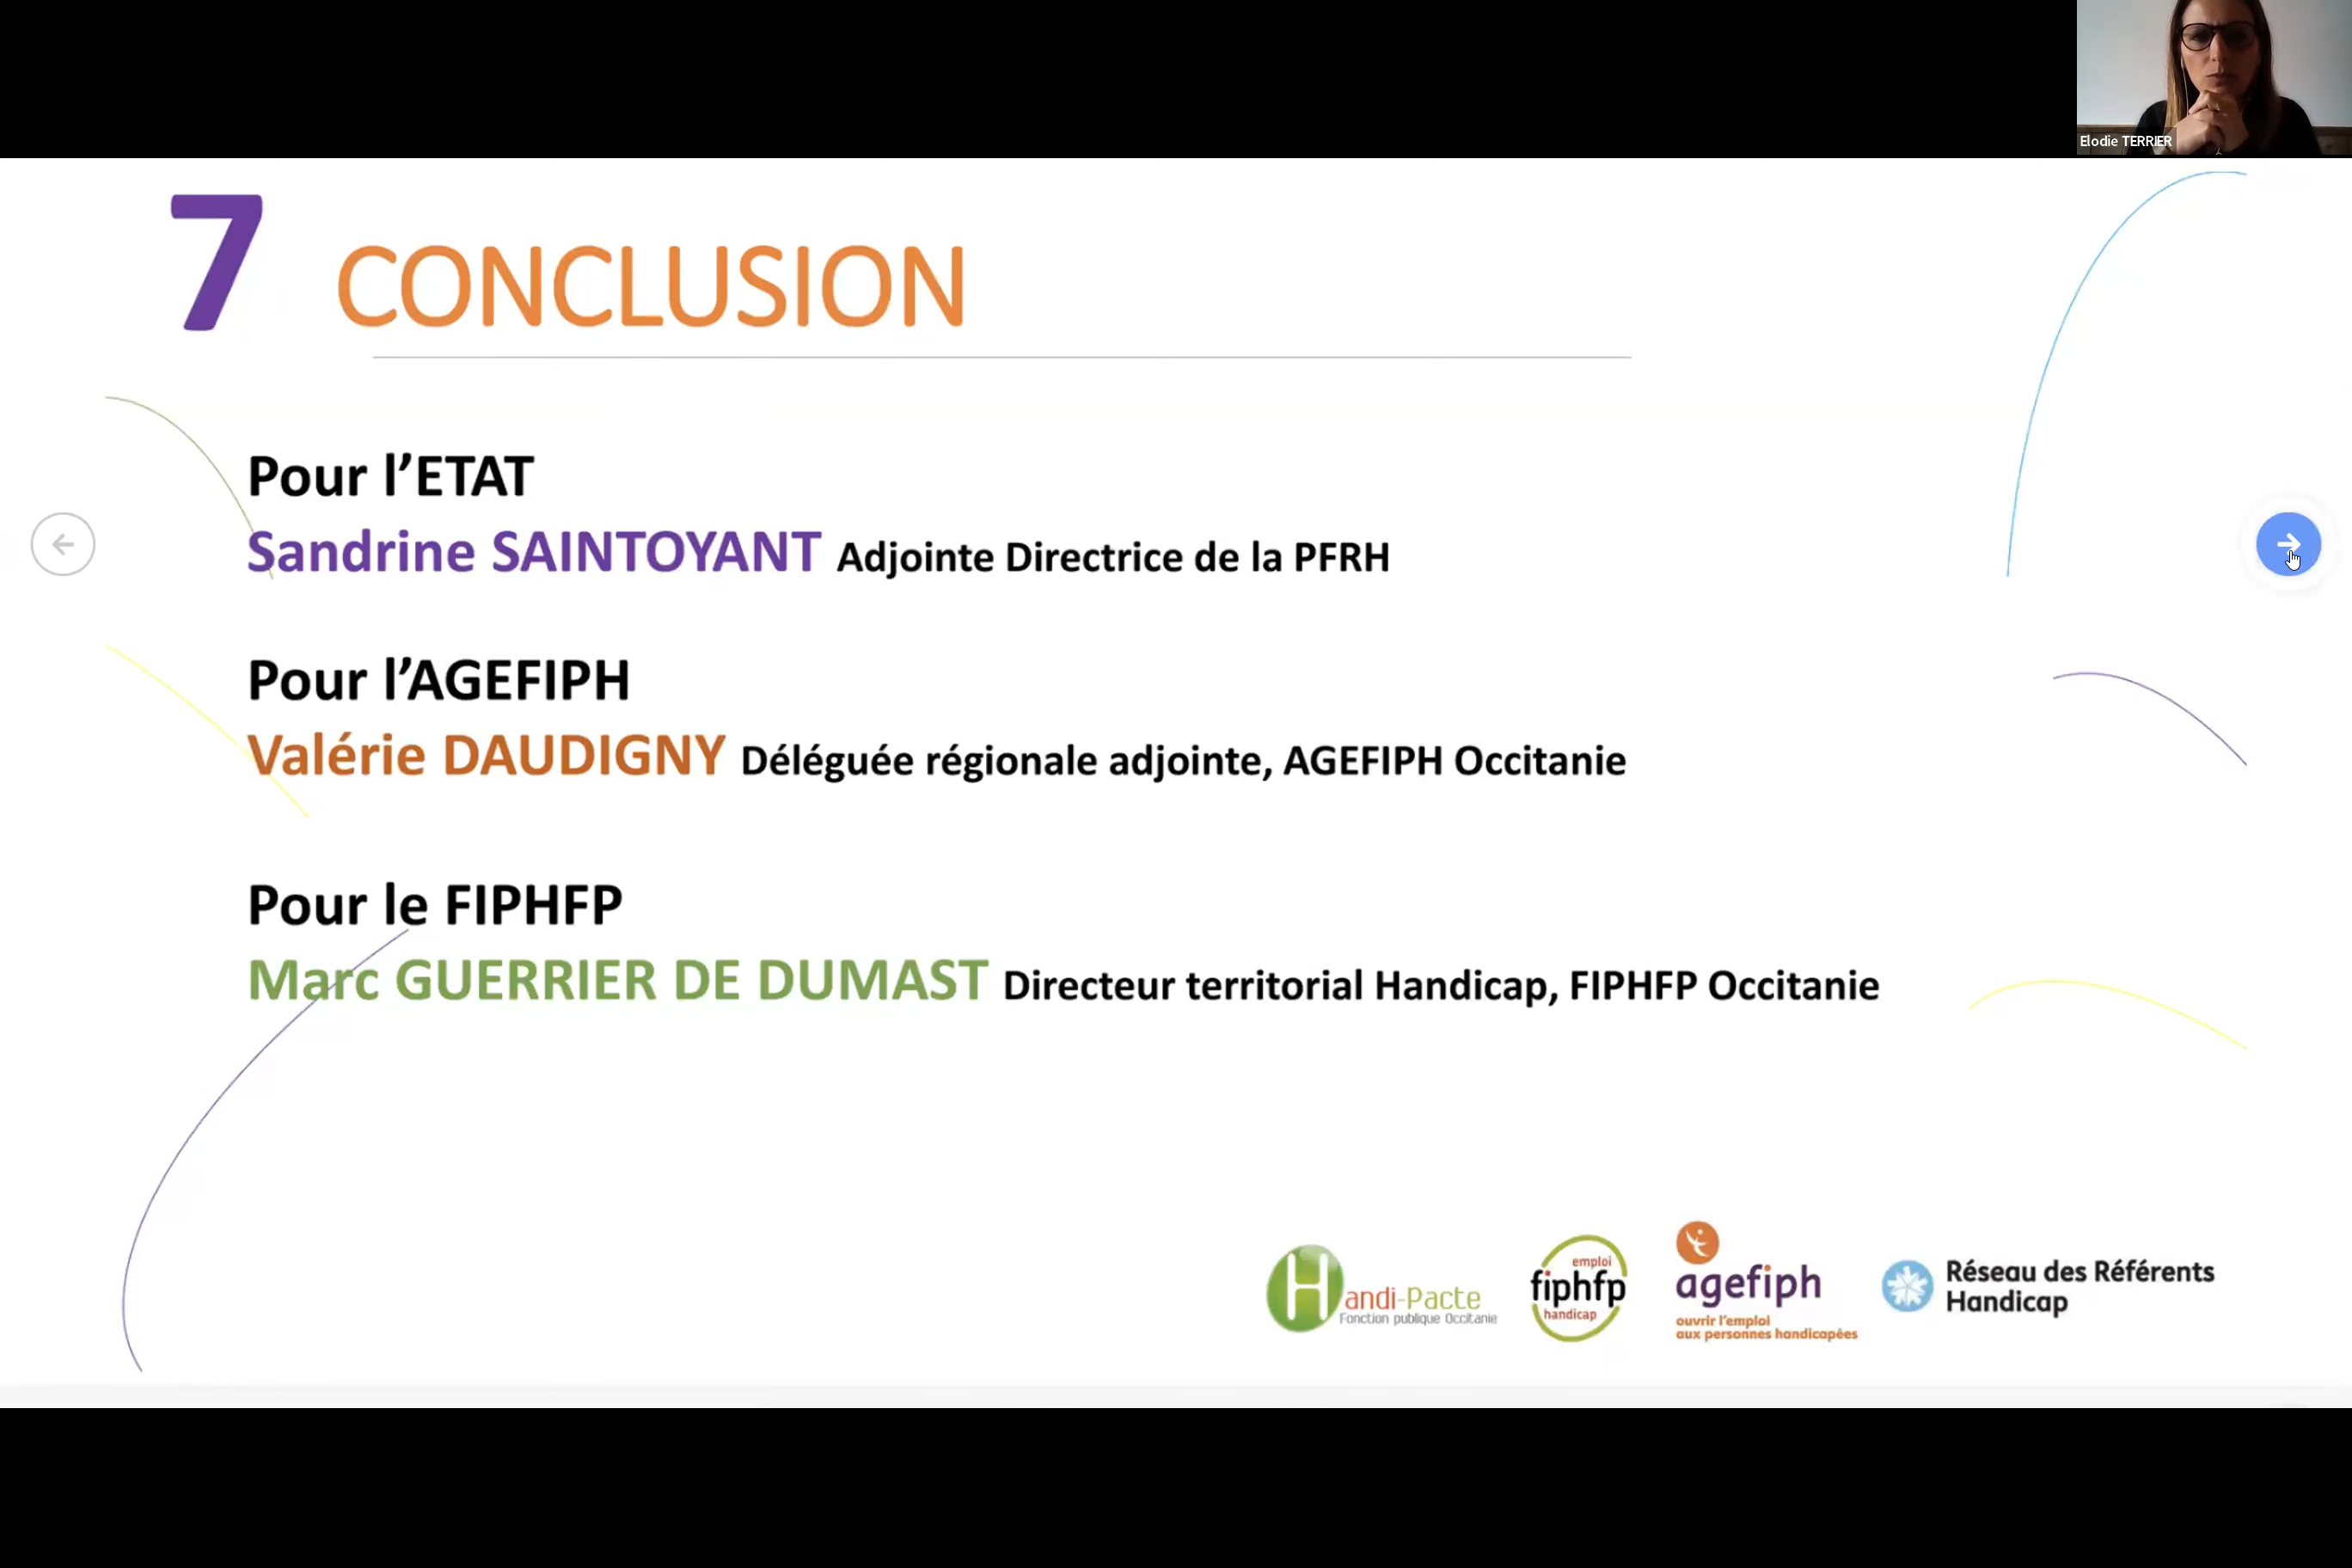 Elodie TERRIER
7 CONCLUSION
Pour l’ETAT
Sandrine SAINTOYANT Adjointe Directrice de la PFRH
Pour l’AGEFIPH
Valérie DAUDIGNY Déléguée régionale adjointe, AGEFIPH Occitanie
Pour le FIPHFP
Marc GUERRIER DE DUMAST Directeur territorial Handicap, FIPHFP Occitanie
Handi-Pacte
Fonction publique Occitanie
emploi
fiphfp
handicap
agefiph
ouvrir l’emploi
aux personnes handicapées
Réseau des Référents
Handicap